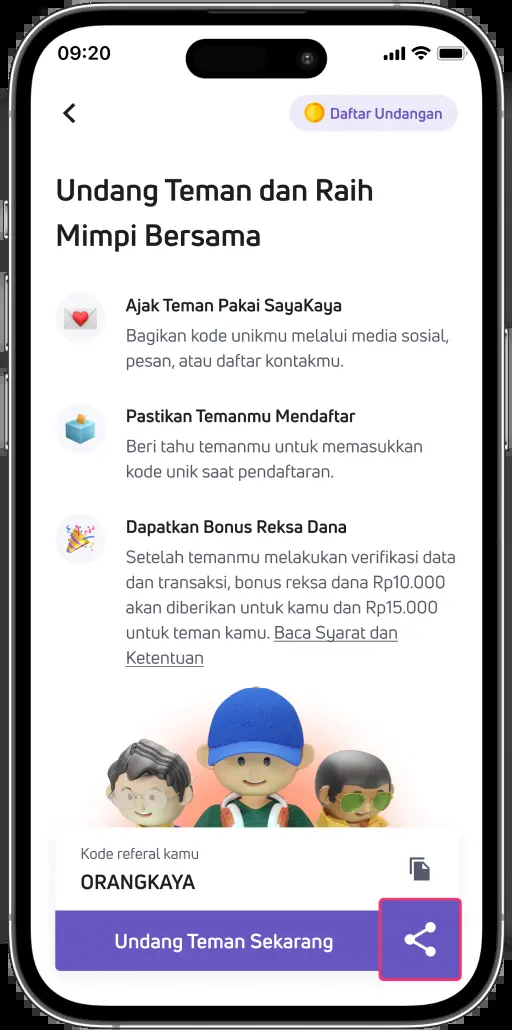 09:20
Daftar Undangan
Undang Teman dan Raih
Mimpi Bersama
Ajak Teman Pakai SayaKaya
Bagikan kode unikmu melalui media sosial,
pesan, atau daftar kontakmu.
Pastikan Temanmu Mendaftar
Beri tahu temanmu untuk memasukkan
kode unik saat pendaftaran.
Dapatkan Bonus Reksa Dana
Setelah temanmu melakukan verifikasi data
dan transaksi, bonus reksa dana Rp10.000
akan diberikan untuk kamu dan Rp15.000
untuk teman kamu. Baca Syarat dan
Ketentuan
Kode referal kamu
ORANGKAYA
Undang Teman Sekarang